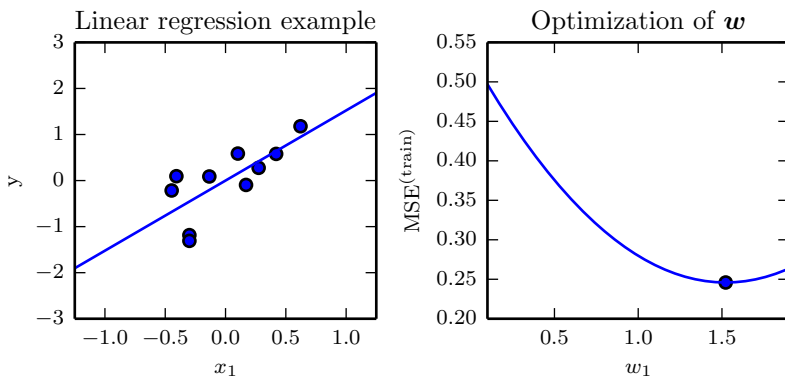 Linear regression example
3
2
1
0
−1
−2
−3
y
−1.0 −0.5 0.0 0.5 1.0
x₁
Optimization of w
0.55
0.50
0.45
0.40
0.35
0.30
0.25
0.20
MSE(train)
0.5 1.0 1.5
w₁